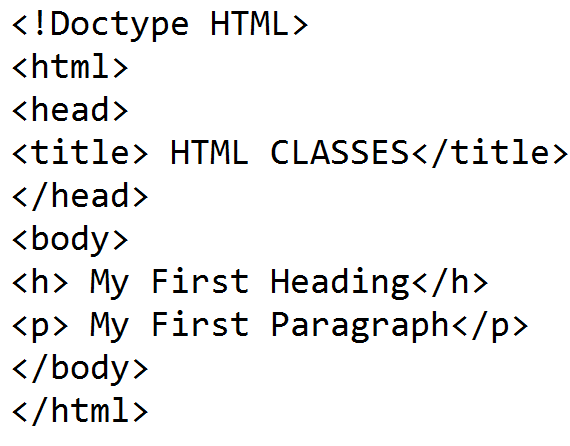 <!Doctype HTML>
<html>
<head>
<title> HTML CLASSES</title>
</head>
<body>
<h> My First Heading</h>
<p> My First Paragraph</p>
</body>
</html>